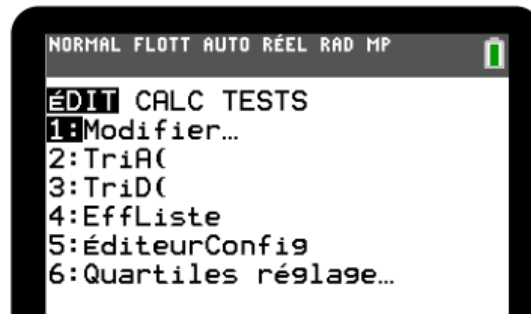 NORMAL FLOTT AUTO RÉEL RAD MP
ÉDIT CALC TESTS
1:Modifier…
2:TriA(
3:TriD(
4:EffListe
5:éditeurConfig
6:Quartiles réglage…